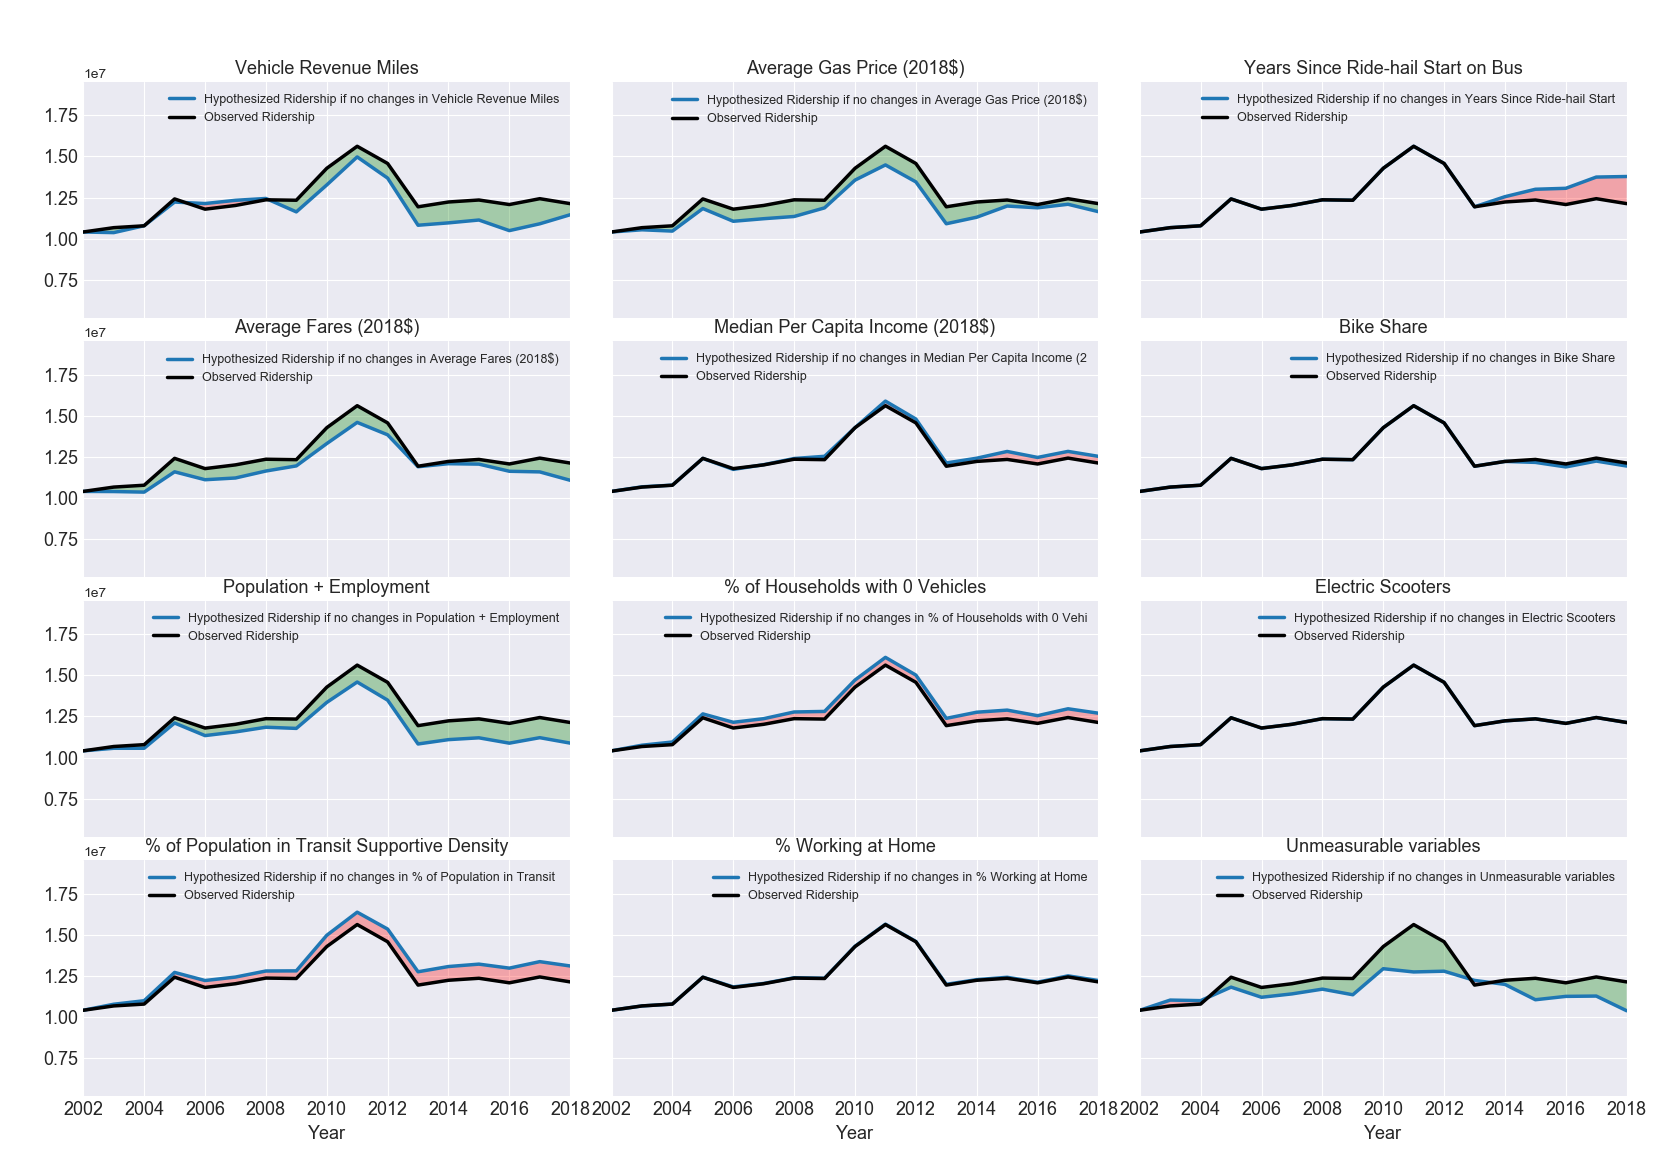 Vehicle Revenue Miles
1e7
Hypothesized Ridership if no changes in Vehicle Revenue Miles
Observed Ridership
1.75
1.50
1.25
1.00
0.75
Average Gas Price (2018$)
Hypothesized Ridership if no changes in Average Gas Price (2018$)
Observed Ridership
Years Since Ride-hail Start on Bus
Hypothesized Ridership if no changes in Years Since Ride-hail Start
Observed Ridership
Average Fares (2018$)
1e7
Hypothesized Ridership if no changes in Average Fares (2018$)
Observed Ridership
1.75
1.50
1.25
1.00
0.75
Median Per Capita Income (2018$)
Hypothesized Ridership if no changes in Median Per Capita Income (2
Observed Ridership
Bike Share
Hypothesized Ridership if no changes in Bike Share
Observed Ridership
Population + Employment
1e7
Hypothesized Ridership if no changes in Population + Employment
Observed Ridership
1.75
1.50
1.25
1.00
0.75
% of Households with 0 Vehicles
Hypothesized Ridership if no changes in % of Households with 0 Vehi
Observed Ridership
Electric Scooters
Hypothesized Ridership if no changes in Electric Scooters
Observed Ridership
% of Population in Transit Supportive Density
1e7
Hypothesized Ridership if no changes in % of Population in Transit
Observed Ridership
1.75
1.50
1.25
1.00
0.75
2002 2004 2006 2008 2010 2012 2014 2016 2018
Year
% Working at Home
Hypothesized Ridership if no changes in % Working at Home
Observed Ridership
2002 2004 2006 2008 2010 2012 2014 2016 2018
Year
Unmeasurable variables
Hypothesized Ridership if no changes in Unmeasurable variables
Observed Ridership
2002 2004 2006 2008 2010 2012 2014 2016 2018
Year